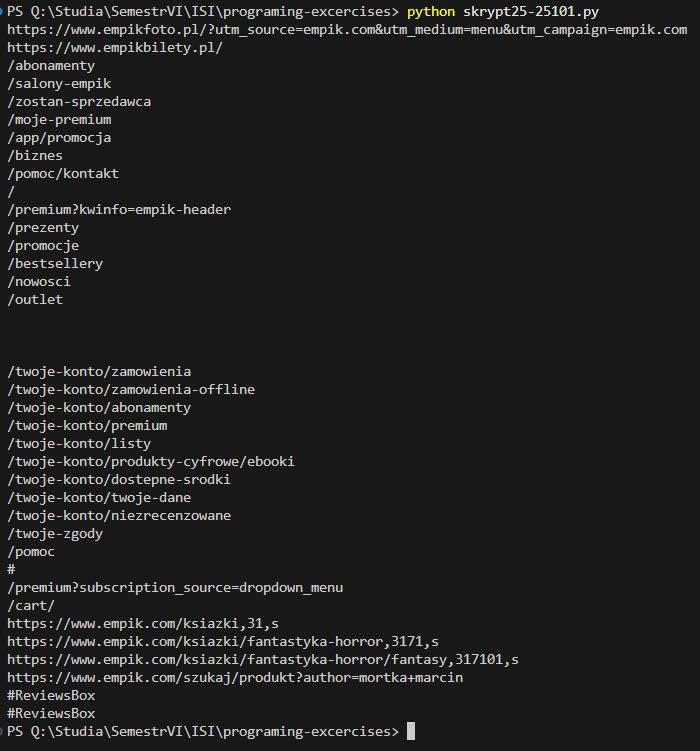 PS Q:\Studia\SemestrVI\ISI\programing-excercises> python skrypt25-25101.py
https://www.empikfoto.pl/?utm_source=empik.com&utm_medium=menu&utm_campaign=empik.com
https://www.empikbilety.pl/
/abonamenty
/salony-empik
/zostan-sprzedawca
/moje-premium
/app/promocja
/biznes
/pomoc/kontakt
/
/premium?kwinfo=empik-header
/prezenty
/promocje
/bestsellery
/nowosci
/outlet
/twoje-konto/zamowienia
/twoje-konto/zamowienia-offline
/twoje-konto/abonamenty
/twoje-konto/premium
/twoje-konto/listy
/twoje-konto/produkty-cyfrowe/ebooki
/twoje-konto/dostepne-srodki
/twoje-konto/twoje-dane
/twoje-konto/niezrecenzowane
/twoje-zgody
/pomoc
#
/premium?subscription_source=dropdown_menu
/cart/
https://www.empik.com/ksiazki,31,s
https://www.empik.com/ksiazki/fantastyka-horror,3171,s
https://www.empik.com/ksiazki/fantastyka-horror/fantasy,317101,s
https://www.empik.com/szukaj/produkt?author=mortka+marcin
#ReviewsBox
#ReviewsBox
PS Q:\Studia\SemestrVI\ISI\programing-excercises>